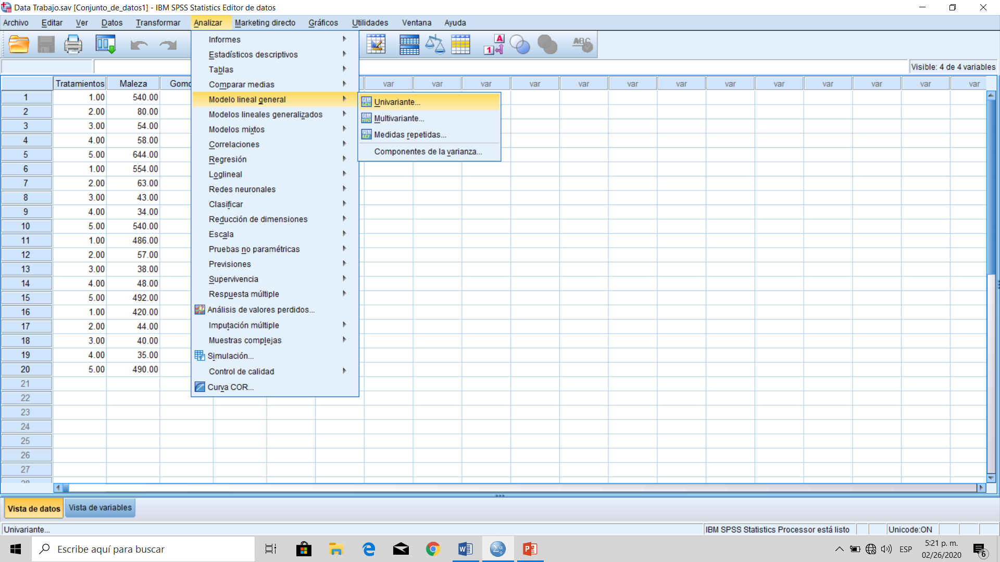 Data Trabajo.sav [Conjunto_de_datos1] - IBM SPSS Statistics Editor de datos
Archivo Editar Ver Datos Transformar Analizar Marketing directo Gráficos Utilidades Ventana Ayuda
A
1
ABC
Visible: 4 de 4 variables
Informes
Estadísticos descriptivos
Tablas
Comparar medias
Modelo lineal general
Modelos lineales generalizados
Modelos mixtos
Correlaciones
Regresión
Loglineal
Redes neuronales
Clasificar
Reducción de dimensiones
Escala
Pruebas no paramétricas
Previsiones
Supervivencia
Respuesta múltiple
Análisis de valores perdidos...
Imputación múltiple
Muestras complejas
Simulación...
Control de calidad
Curva COR...
Univariante...
Multivariante...
Medidas repetidas...
Componentes de la varianza...
Tratamientos Maleza Gomo var var var var var var var var var var var var var
1 1.00 540.00
2 2.00 80.00
3 3.00 54.00
4 4.00 58.00
5 5.00 644.00
6 1.00 554.00
7 2.00 63.00
8 3.00 43.00
9 4.00 34.00
10 5.00 540.00
11 1.00 486.00
12 2.00 57.00
13 3.00 38.00
14 4.00 48.00
15 5.00 492.00
16 1.00 420.00
17 2.00 44.00
18 3.00 40.00
19 4.00 35.00
20 5.00 490.00
21
22
23
24
25
26
27
28
Vista de datos Vista de variables
Univariante... IBM SPSS Statistics Processor está listo Unicode:ON
Escribe aquí para buscar
ESP
5:21 p. m.
02/26/2020
6